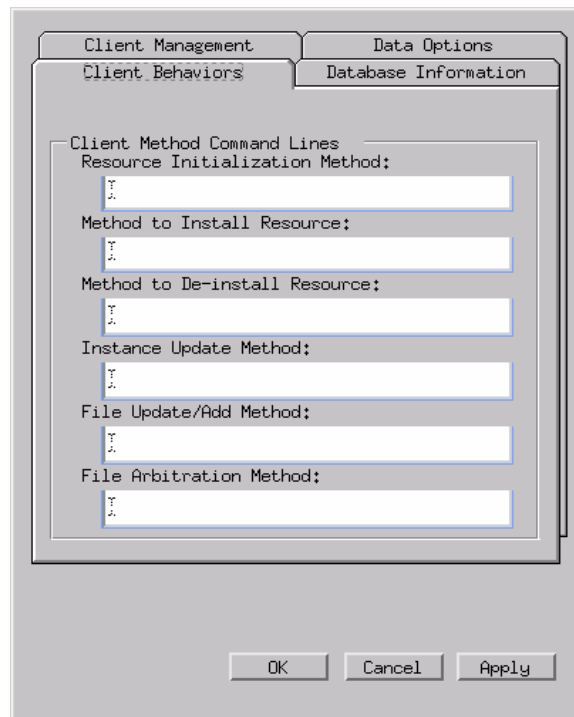 Client Management
Data Options
Client Behaviors
Database Information
Client Method Command Lines
Resource Initialization Method:
Method to Install Resource:
Method to De-install Resource:
Instance Update Method:
File Update/Add Method:
File Arbitration Method:
OK
Cancel
Apply